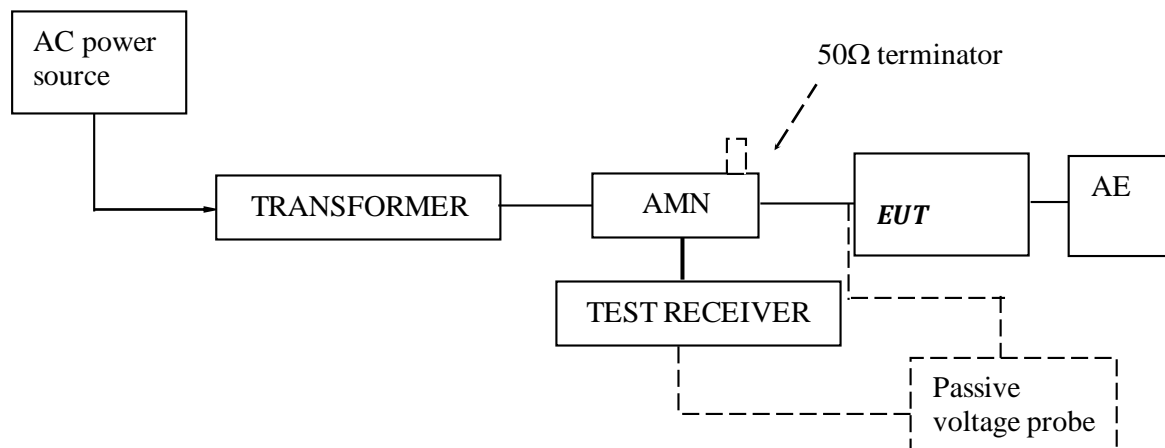 AC power
source
50Ω terminator
TRANSFORMER
AMN
EUT
AE
TEST RECEIVER
Passive
voltage probe